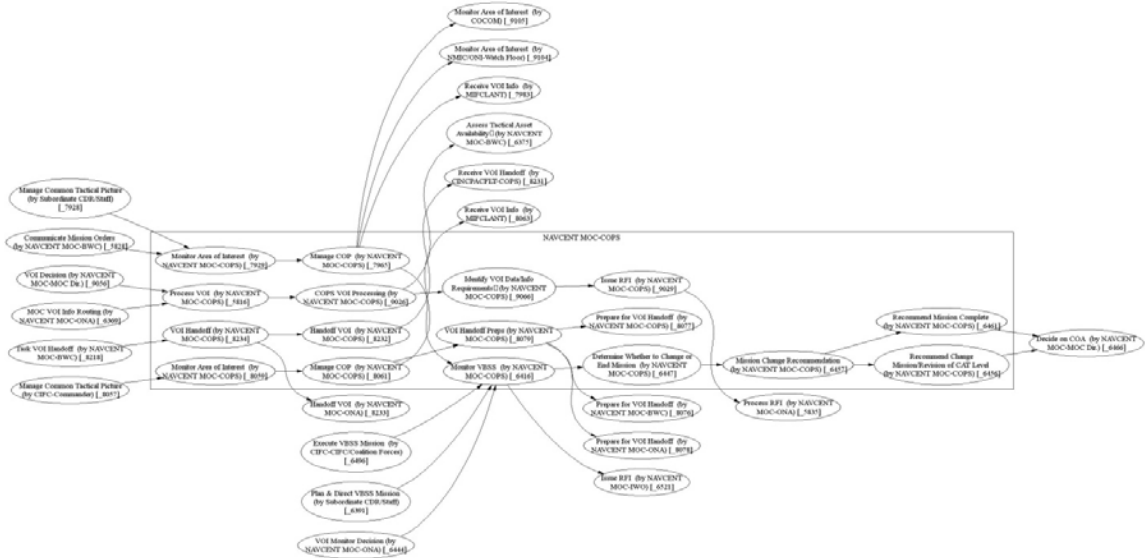 Monitor Area of Interest (by
COCOM) [_9105]
Monitor Area of Interest (by
NMIC/ONI-Watch Floor) [_9104]
Receive VOI Info (by
MIFCLANT) [_7983]
Assess Tactical Asset
Availability (by NAVCENT
MOC-BWC) [_6375]
Receive VOI Handoff (by
CINCPACFLT-COPS) [_8231]
Receive VOI Info (by
MIFCLANT) [_8063]
Manage Common Tactical Picture
(by Subordinate CDR/Staff)
[_7928]
Communicate Mission Orders
(by NAVCENT MOC-BWC) [_5828]
VOI Decision (by NAVCENT
MOC-MOC Dir.) [_9056]
MOC VOI Info Routing (by
NAVCENT MOC-ONA) [_6369]
Task VOI Handoff (by NAVCENT
MOC-BWC) [_8218]
Manage Common Tactical Picture
(by CIFC-Commander) [_8057]
NAVCENT MOC-COPS
Monitor Area of Interest (by
NAVCENT MOC-COPS) [_7929]
Manage COP (by NAVCENT
MOC-COPS) [_7965]
Process VOI (by NAVCENT
MOC-COPS) [_5816]
COPS VOI Processing (by
NAVCENT MOC-COPS) [_9026]
Identify VOI Data/Info
Requirements (by NAVCENT
MOC-COPS) [_9066]
Issue RFI (by NAVCENT
MOC-COPS) [_9029]
VOI Handoff (by NAVCENT
MOC-COPS) [_8234]
Handoff VOI (by NAVCENT
MOC-COPS) [_8232]
VOI Handoff Preps (by NAVCENT
MOC-COPS) [_8079]
Prepare for VOI Handoff (by
NAVCENT MOC-COPS) [_8077]
Monitor Area of Interest (by
NAVCENT MOC-COPS) [_8059]
Manage COP (by NAVCENT
MOC-COPS) [_8061]
Monitor VBSS (by NAVCENT
MOC-COPS) [_6416]
Determine Whether to Change or
End Mission (by NAVCENT
MOC-COPS) [_6447]
Mission Change Recommendation
(by NAVCENT MOC-COPS) [_6457]
Recommend Mission Complete
(by NAVCENT MOC-COPS) [_6461]
Recommend Change
Mission/Revision of CAT Level
(by NAVCENT MOC-COPS) [_6456]
Decide on COA (by NAVCENT
MOC-MOC Dir.) [_6466]
Handoff VOI (by NAVCENT
MOC-ONA) [_8233]
Prepare for VOI Handoff (by
NAVCENT MOC-BWC) [_8076]
Process RFI (by NAVCENT
MOC-ONA) [_5835]
Execute VBSS Mission (by
CIFC-CIFC/Coalition Forces)
[_6406]
Prepare for VOI Handoff (by
NAVCENT MOC-ONA) [_8078]
Issue RFI (by NAVCENT
MOC-IWO) [_6521]
Plan & Direct VBSS Mission
(by Subordinate CDR/Staff)
[_6391]
VOI Monitor Decision (by
NAVCENT MOC-ONA) [_6444]